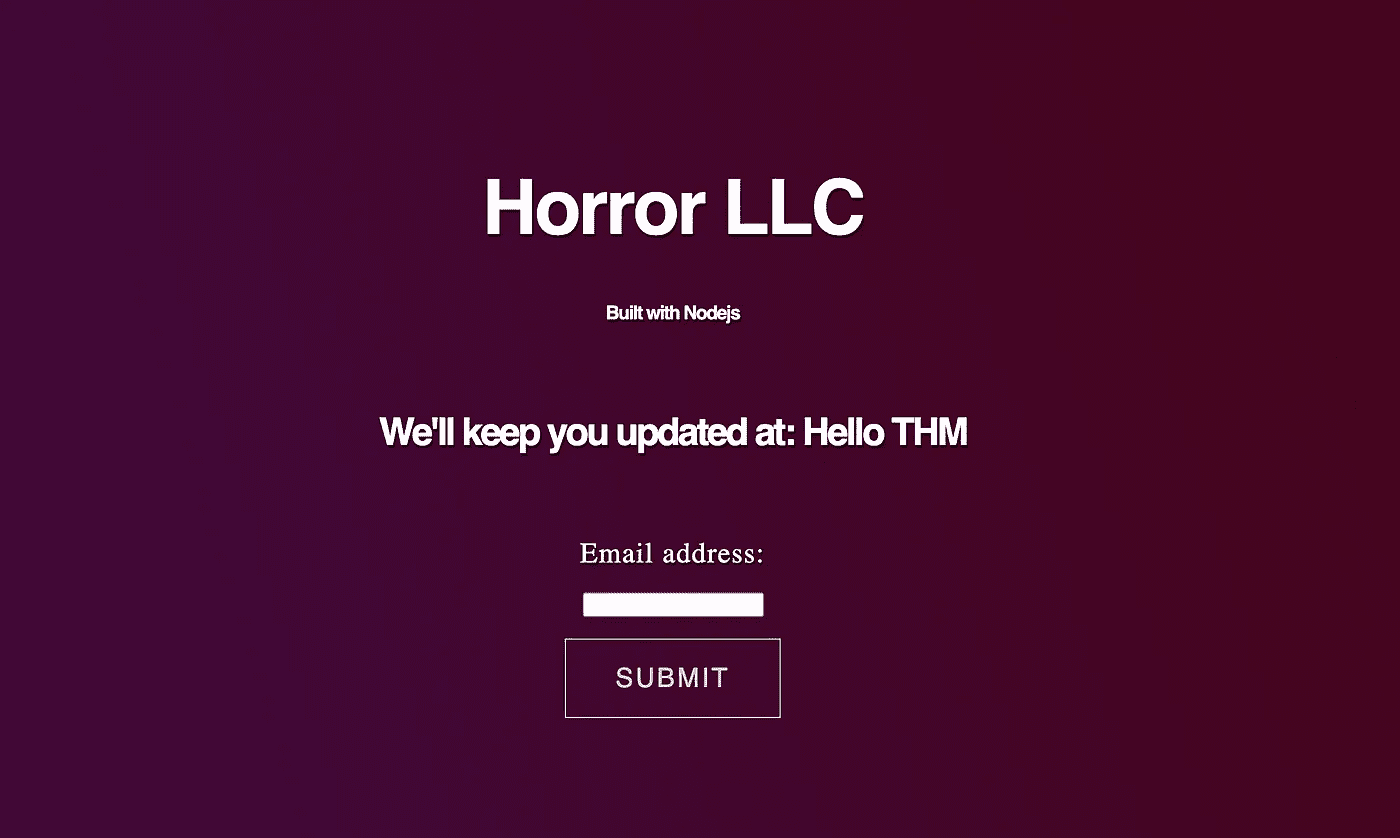 Horror LLC
Built with Nodejs
We'll keep you updated at: Hello THM
Email address:
SUBMIT